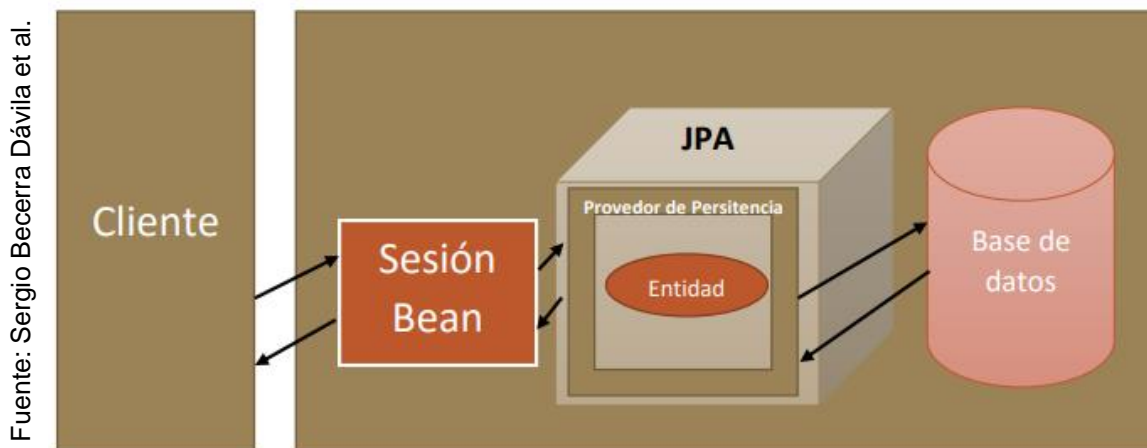 Fuente: Sergio Becerra Dávila et al.
Cliente
Sesión
Bean
JPA
Provedor de Persitencia
Entidad
Base de
datos